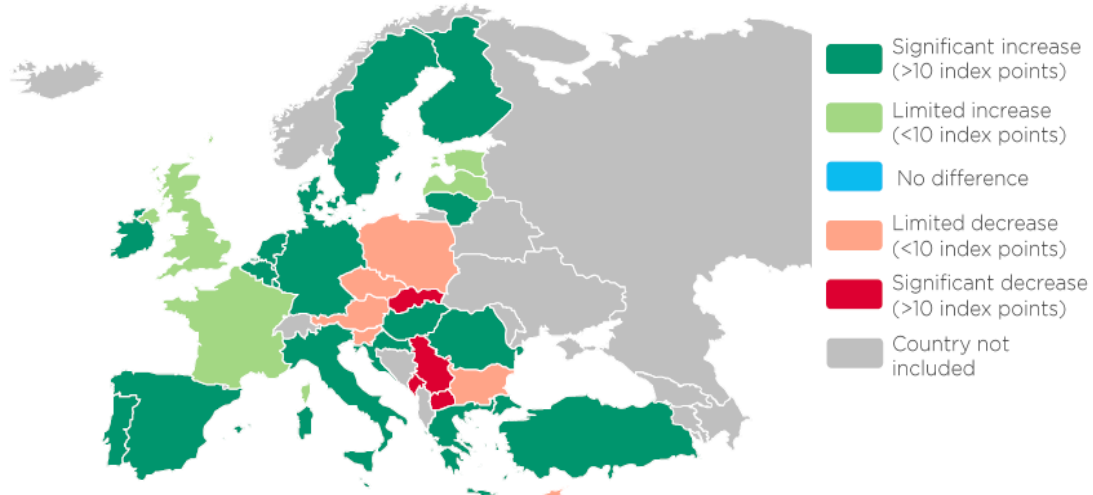 Significant increase
(>10 index points)
Limited increase
(<10 index points)
No difference
Limited decrease
(<10 index points)
Significant decrease
(>10 index points)
Country not
included